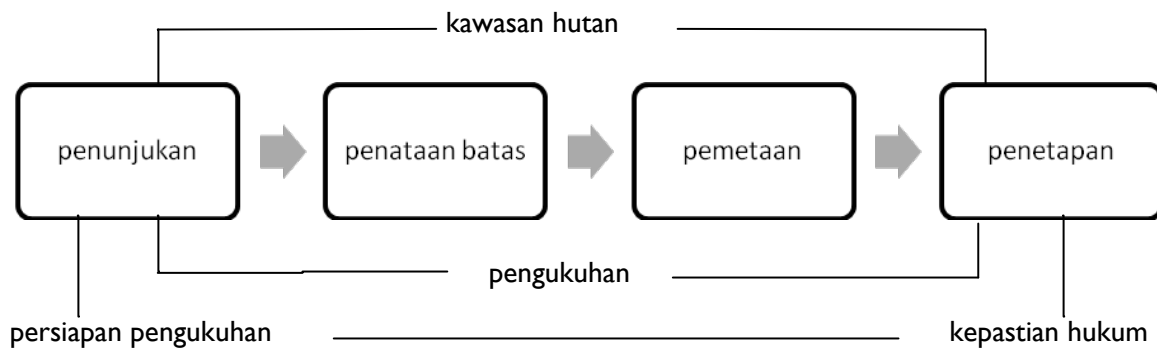 kawasan hutan
penunjukan
penataan batas
pemetaan
penetapan
pengukuhan
persiapan pengukuhan
kepastian hukum